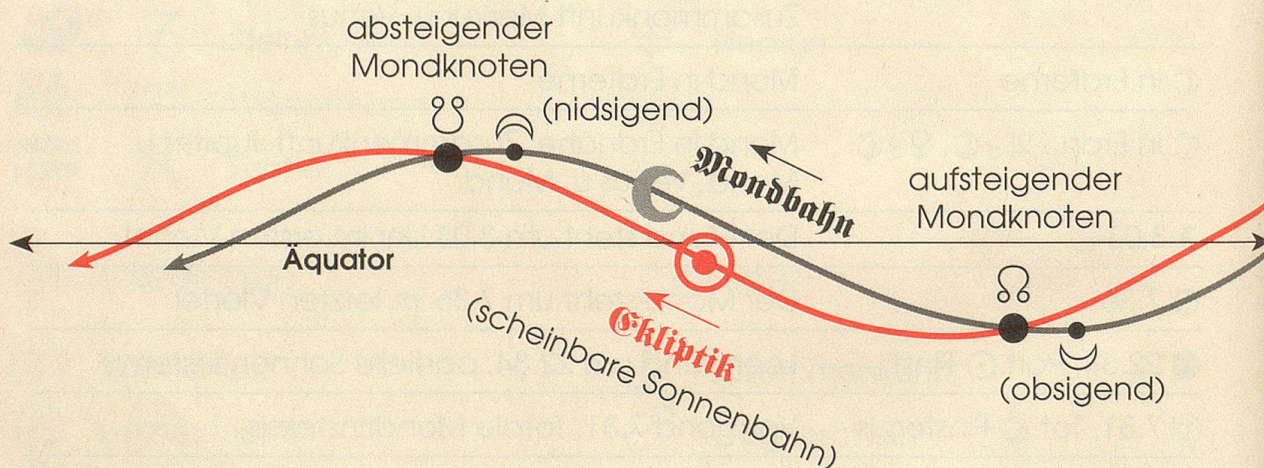 absteigender
Mondknoten
☋
(nidsigend)
Mondbahn
aufsteigender
Mondknoten
Äquator
☊
Ekliptik
(scheinbare Sonnenbahn)
(obsigend)